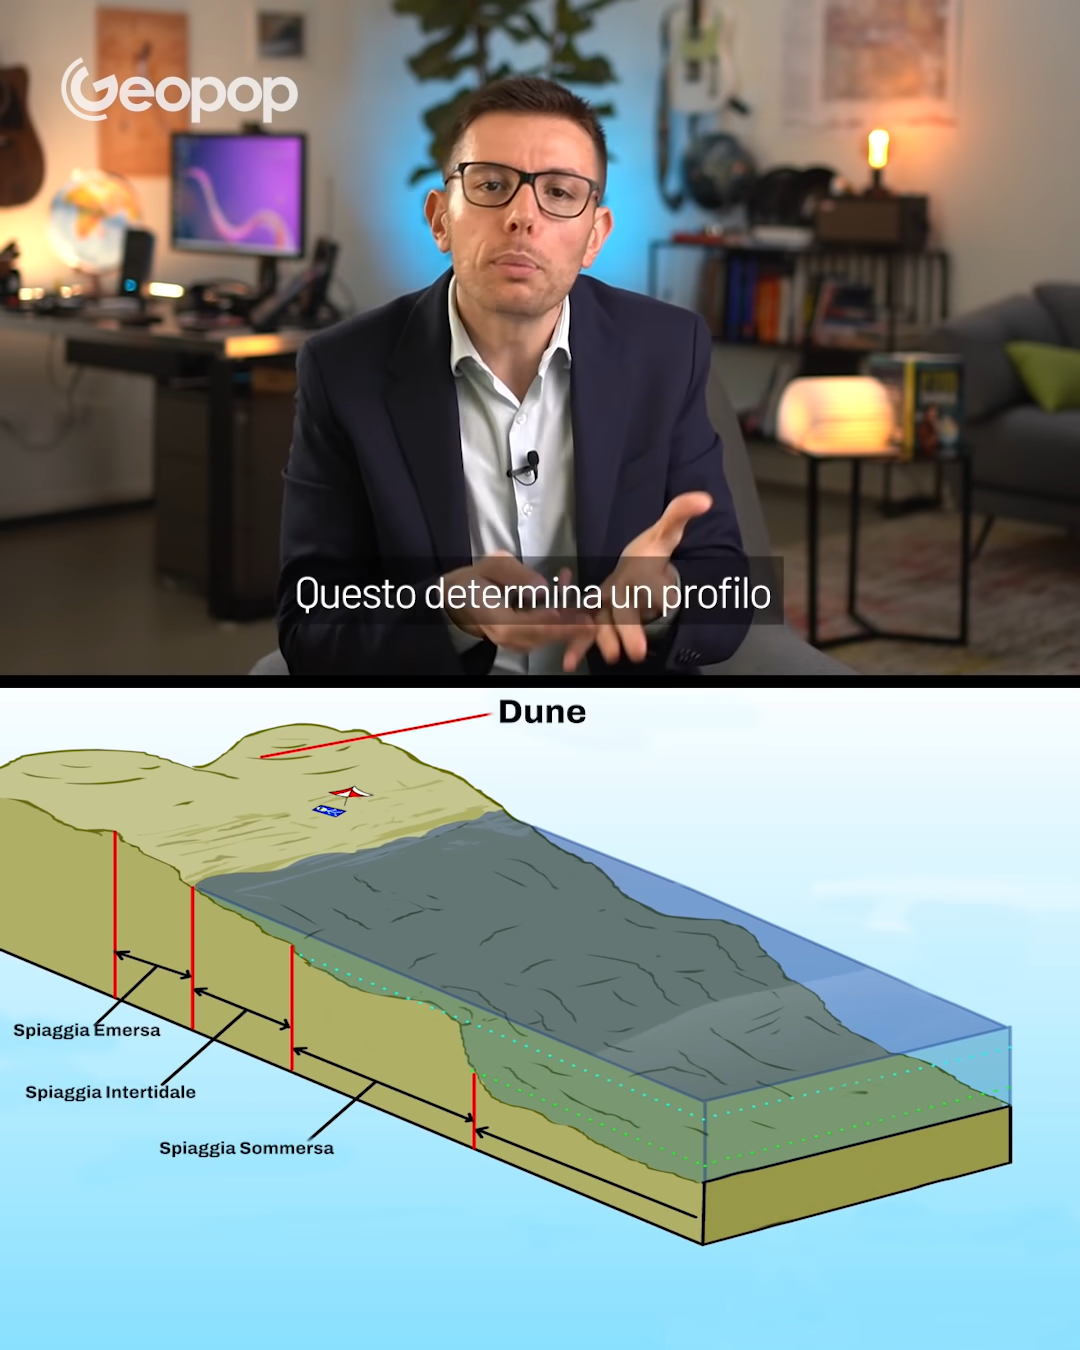 Geopop
Questo determina un profilo
Dune
Spiaggia Emersa
Spiaggia Intertidale
Spiaggia Sommersa